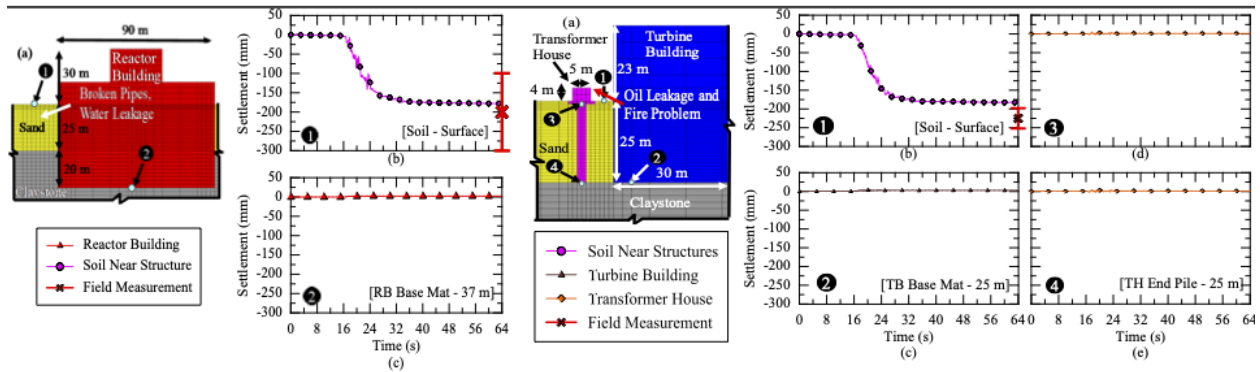 90 m
(a)
1
30 m
Reactor
Building
Broken Pipes,
Water Leakage
Sand
25 m
2
20 m
Claystone
Reactor Building
Soil Near Structure
Field Measurement
Settlement (mm)
50
0
-50
-100
-150
-200
-250
-300
1
[Soil - Surface]
(b)
Settlement (mm)
50
0
-50
-100
-150
-200
-250
-300
2
[RB Base Mat - 37 m]
0 8 16 24 32 40 48 56 64
Time (s)
(c)
(a)
Transformer
House
Turbine
Building
5 m
23 m
4 m
1
Oil Leakage and
Fire Problem
3
25 m
Sand
2
4
30 m
Claystone
Soil Near Structures
Turbine Building
Transformer House
Field Measurement
Settlement (mm)
50
0
-50
-100
-150
-200
-250
-300
1
[Soil - Surface]
(b)
3
(d)
Settlement (mm)
50
0
-50
-100
-150
-200
-250
-300
2
[TB Base Mat - 25 m]
4
[TH End Pile - 25 m]
0 8 16 24 32 40 48 56 64
0 8 16 24 32 40 48 56 64
Time (s)
Time (s)
(c)
(e)